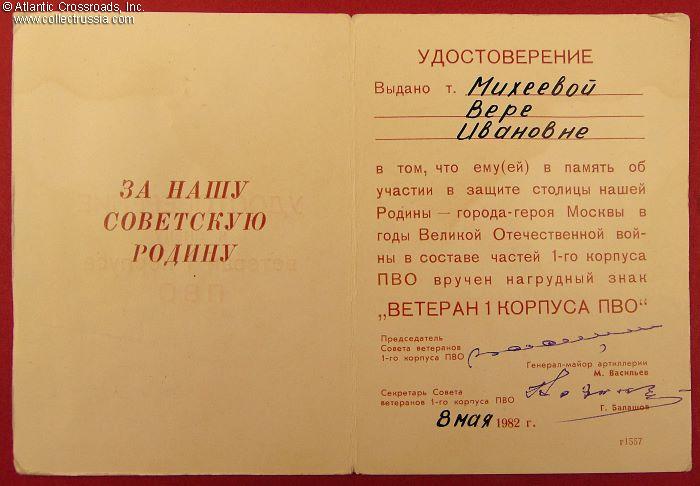 © Atlantic Crossroads, Inc.
www.collectrussia.com
ЗА НАШУ
СОВЕТСКУЮ
РОДИНУ
УДОСТОВЕРЕНИЕ
Выдано т. Михеевой
Вере
Ивановне
в том, что ему(ей) в память об
участии в защите столицы нашей
Родины — города-героя Москвы в
годы Великой Отечественной вой-
ны в составе частей 1-го корпуса
ПВО вручен нагрудный знак
„ВЕТЕРАН 1 КОРПУСА ПВО“
Председатель
Совета ветеранов
1-го корпуса ПВО
Генерал-майор артиллерии
М. Васильев
Секретарь Совета
ветеранов 1-го корпуса ПВО
Г. Балашов
8 мая 1982 г.
г1557